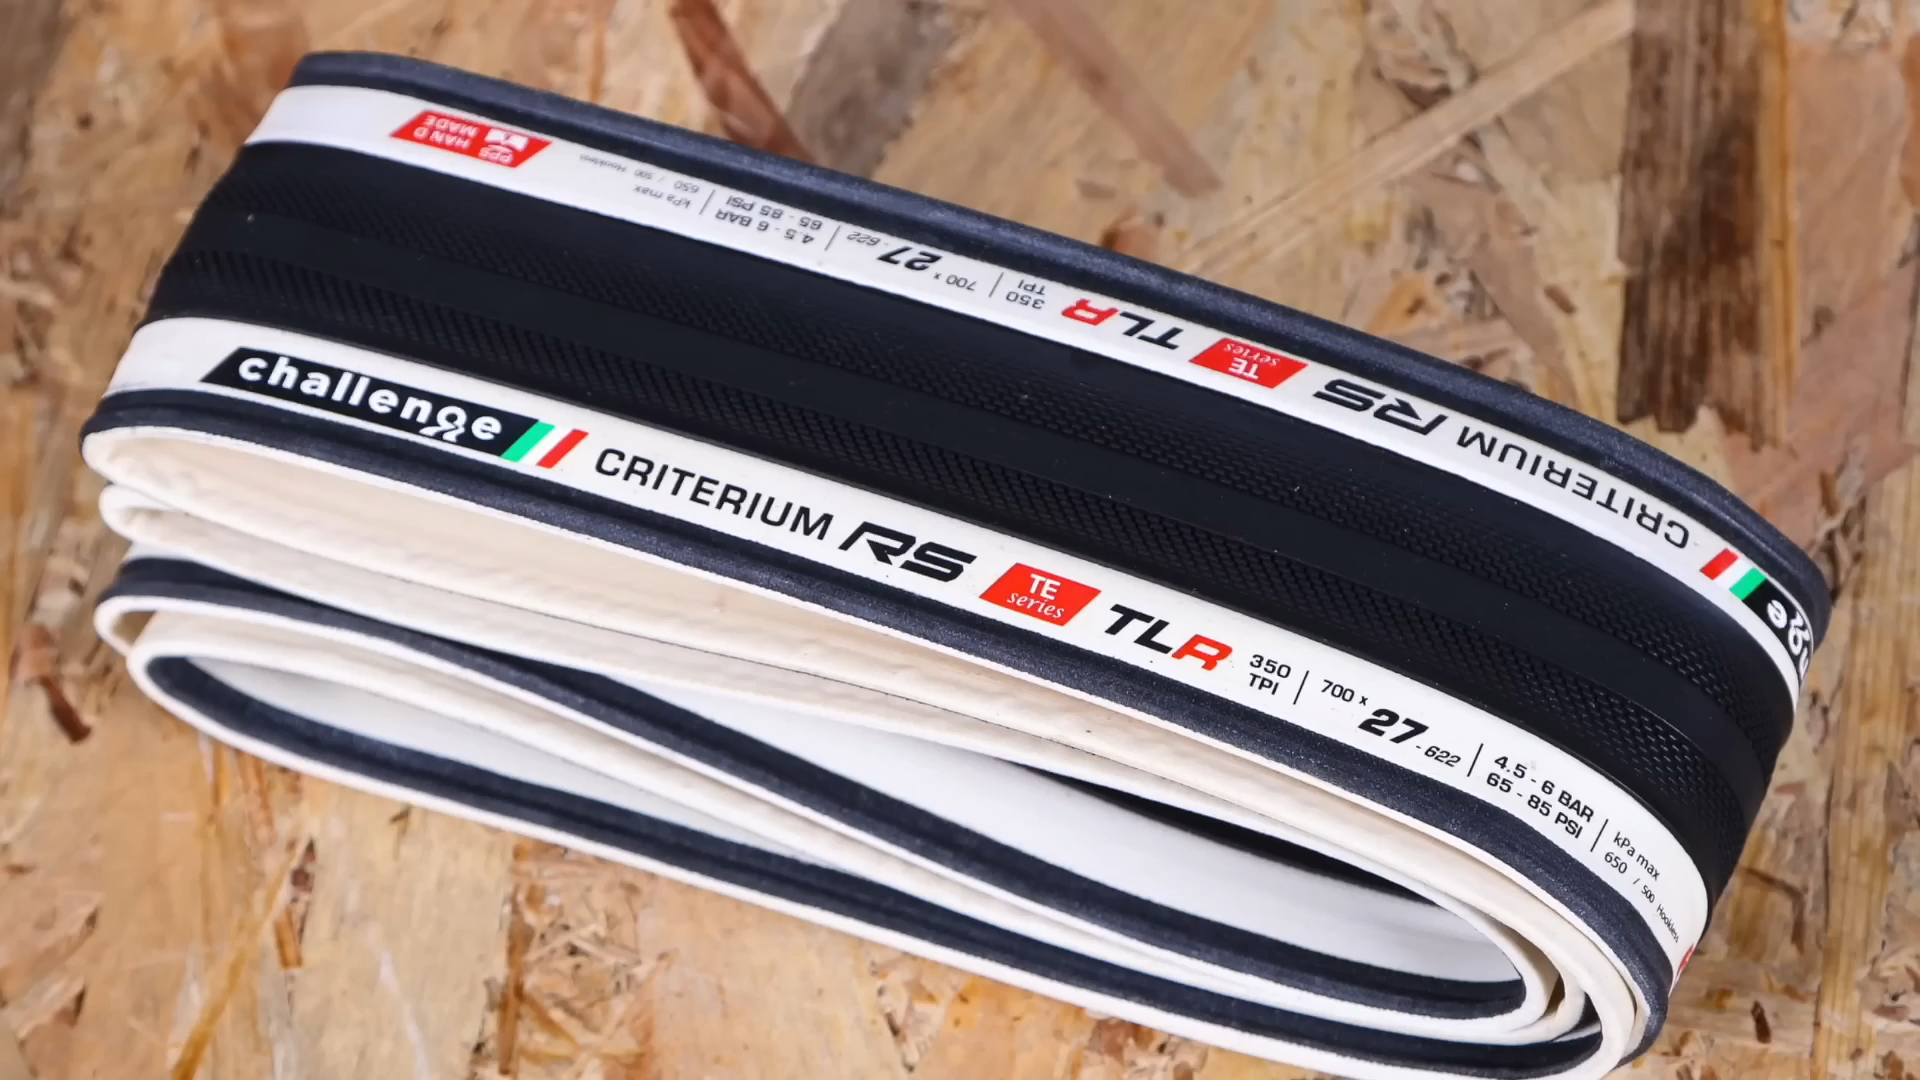 HAND
MADE
PPS
CRITERIUM RS TE series TLR 350 TPI | 700 x 27 - 622 | 4.5 - 6 BAR 65 - 85 PSI | kPa max 650 / 500 Hookless
challenge CRITERIUM RS TE series TLR 350 TPI | 700 x 27 - 622 | 4.5 - 6 BAR 65 - 85 PSI | kPa max 650 / 500 Hookless